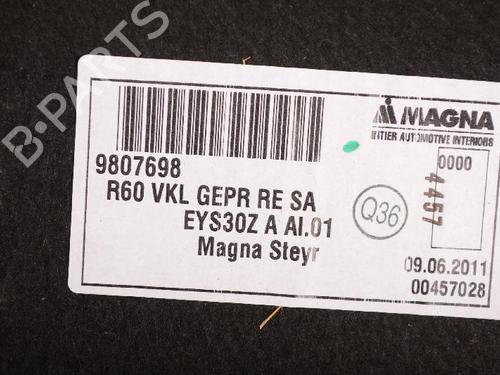 B-PARTS
MAGNA
INTIER AUTOMOTIVE INTERIORS
9807698
R60 VKL GEPR RE SA
EYS30Z A AI.01
Magna Steyr
Q36
0000
4457
09.06.2011
00457028